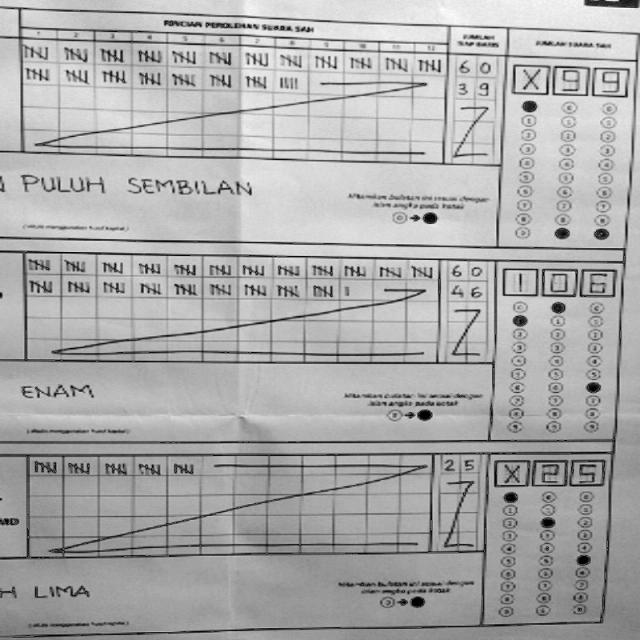 RINCIAN PEROLEHAN SUARA SAH
JUMLAH TIAP BARIS
JUMLAH SUARA SAH
1 2 3 4 5 6 7 8 9 10 11 12
60
39
X 9 9
PULUH SEMBILAN
Hitamkan bulatan ini sesuai dengan
isian angka pada kotak
(ditulis menggunakan huruf kapital)
60
46
1 0 6
ENAM
Hitamkan bulatan ini sesuai dengan
isian angka pada kotak
(ditulis menggunakan huruf kapital)
25
X 2 5
H LIMA
Hitamkan bulatan ini sesuai dengan
isian angka pada kotak
(ditulis menggunakan huruf kapital)